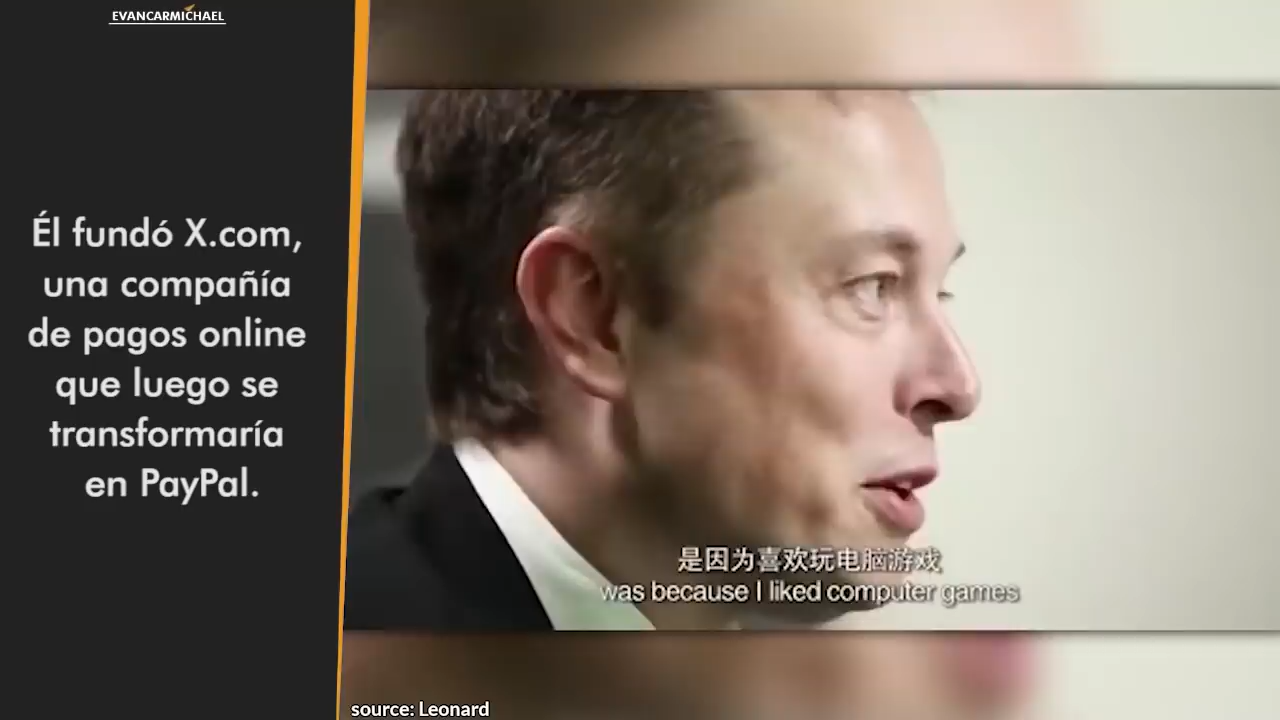 EVANCARMICHAEL
Él fundó X.com,
una compañía
de pagos online
que luego se
transformaría
en PayPal.
是因为喜欢玩电脑游戏
was because I liked computer games
source: Leonard